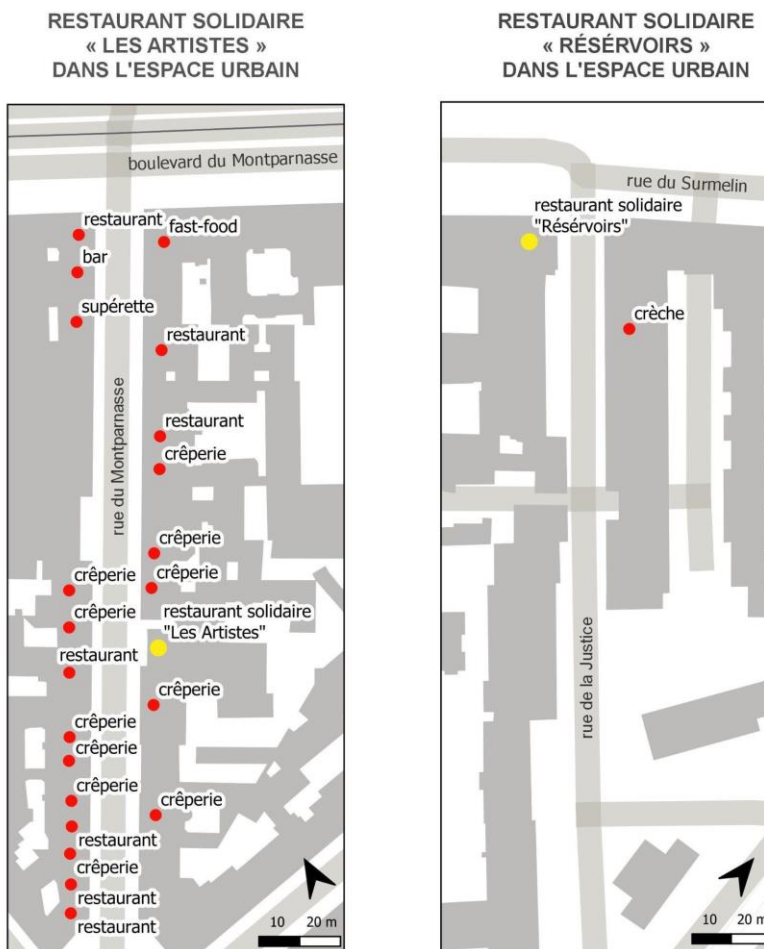 RESTAURANT SOLIDAIRE
« LES ARTISTES »
DANS L'ESPACE URBAIN
boulevard du Montparnasse
restaurant
fast-food
bar
supérette
restaurant
rue du Montparnasse
restaurant
crêperie
crêperie
crêperie
crêperie
crêperie
restaurant solidaire
"Les Artistes"
restaurant
crêperie
crêperie
crêperie
crêperie
crêperie
restaurant
crêperie
restaurant
restaurant
10 20 m
RESTAURANT SOLIDAIRE
« RÉSÉRVOIRS »
DANS L'ESPACE URBAIN
rue du Surmelin
restaurant solidaire
"Résérvoirs"
crèche
rue de la Justice
10 20 m